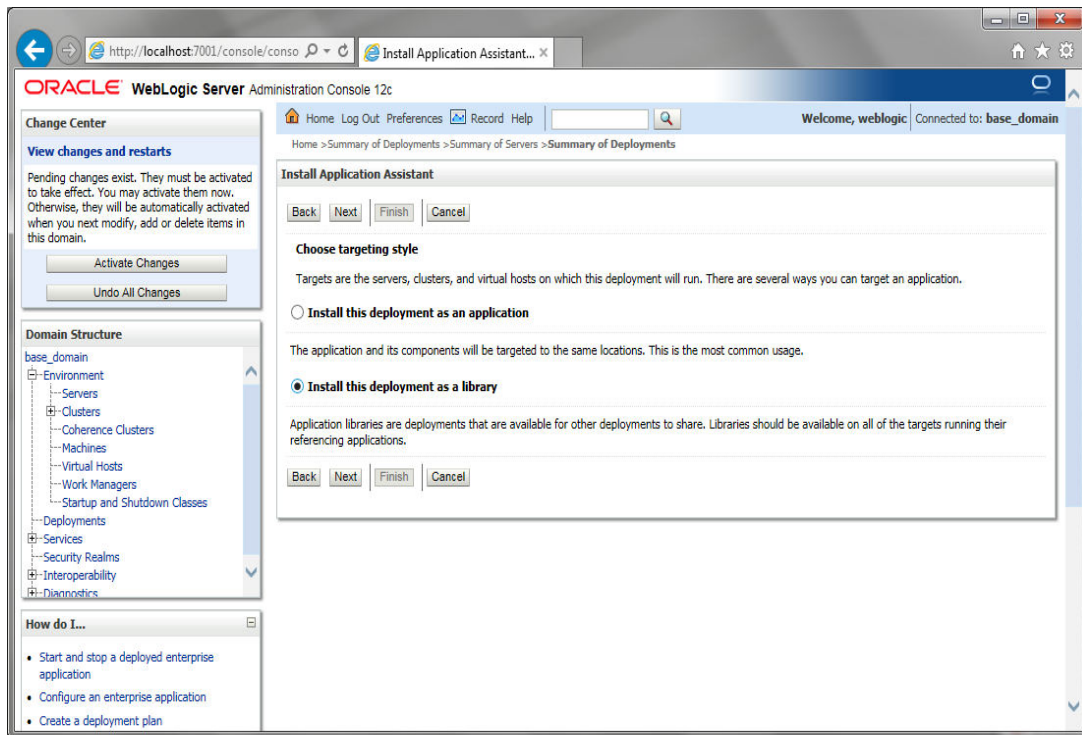 http://localhost:7001/console/conso
Install Application Assistant...
ORACLE WebLogic Server Administration Console 12c
Change Center
View changes and restarts
Pending changes exist. They must be activated
to take effect. You may activate them now.
Otherwise, they will be automatically activated
when you next modify, add or delete items in
this domain.
Activate Changes
Undo All Changes
Domain Structure
base_domain
Environment
Servers
Clusters
Coherence Clusters
Machines
Virtual Hosts
Work Managers
Startup and Shutdown Classes
Deployments
Services
Security Realms
Interoperability
Diagnostics
How do I...
• Start and stop a deployed enterprise
application
• Configure an enterprise application
• Create a deployment plan
Home Log Out Preferences Record Help
Welcome, weblogic Connected to: base_domain
Home >Summary of Deployments >Summary of Servers >Summary of Deployments
Install Application Assistant
Back Next Finish Cancel
Choose targeting style
Targets are the servers, clusters, and virtual hosts on which this deployment will run. There are several ways you can target an application.
Install this deployment as an application
The application and its components will be targeted to the same locations. This is the most common usage.
Install this deployment as a library
Application libraries are deployments that are available for other deployments to share. Libraries should be available on all of the targets running their
referencing applications.
Back Next Finish Cancel